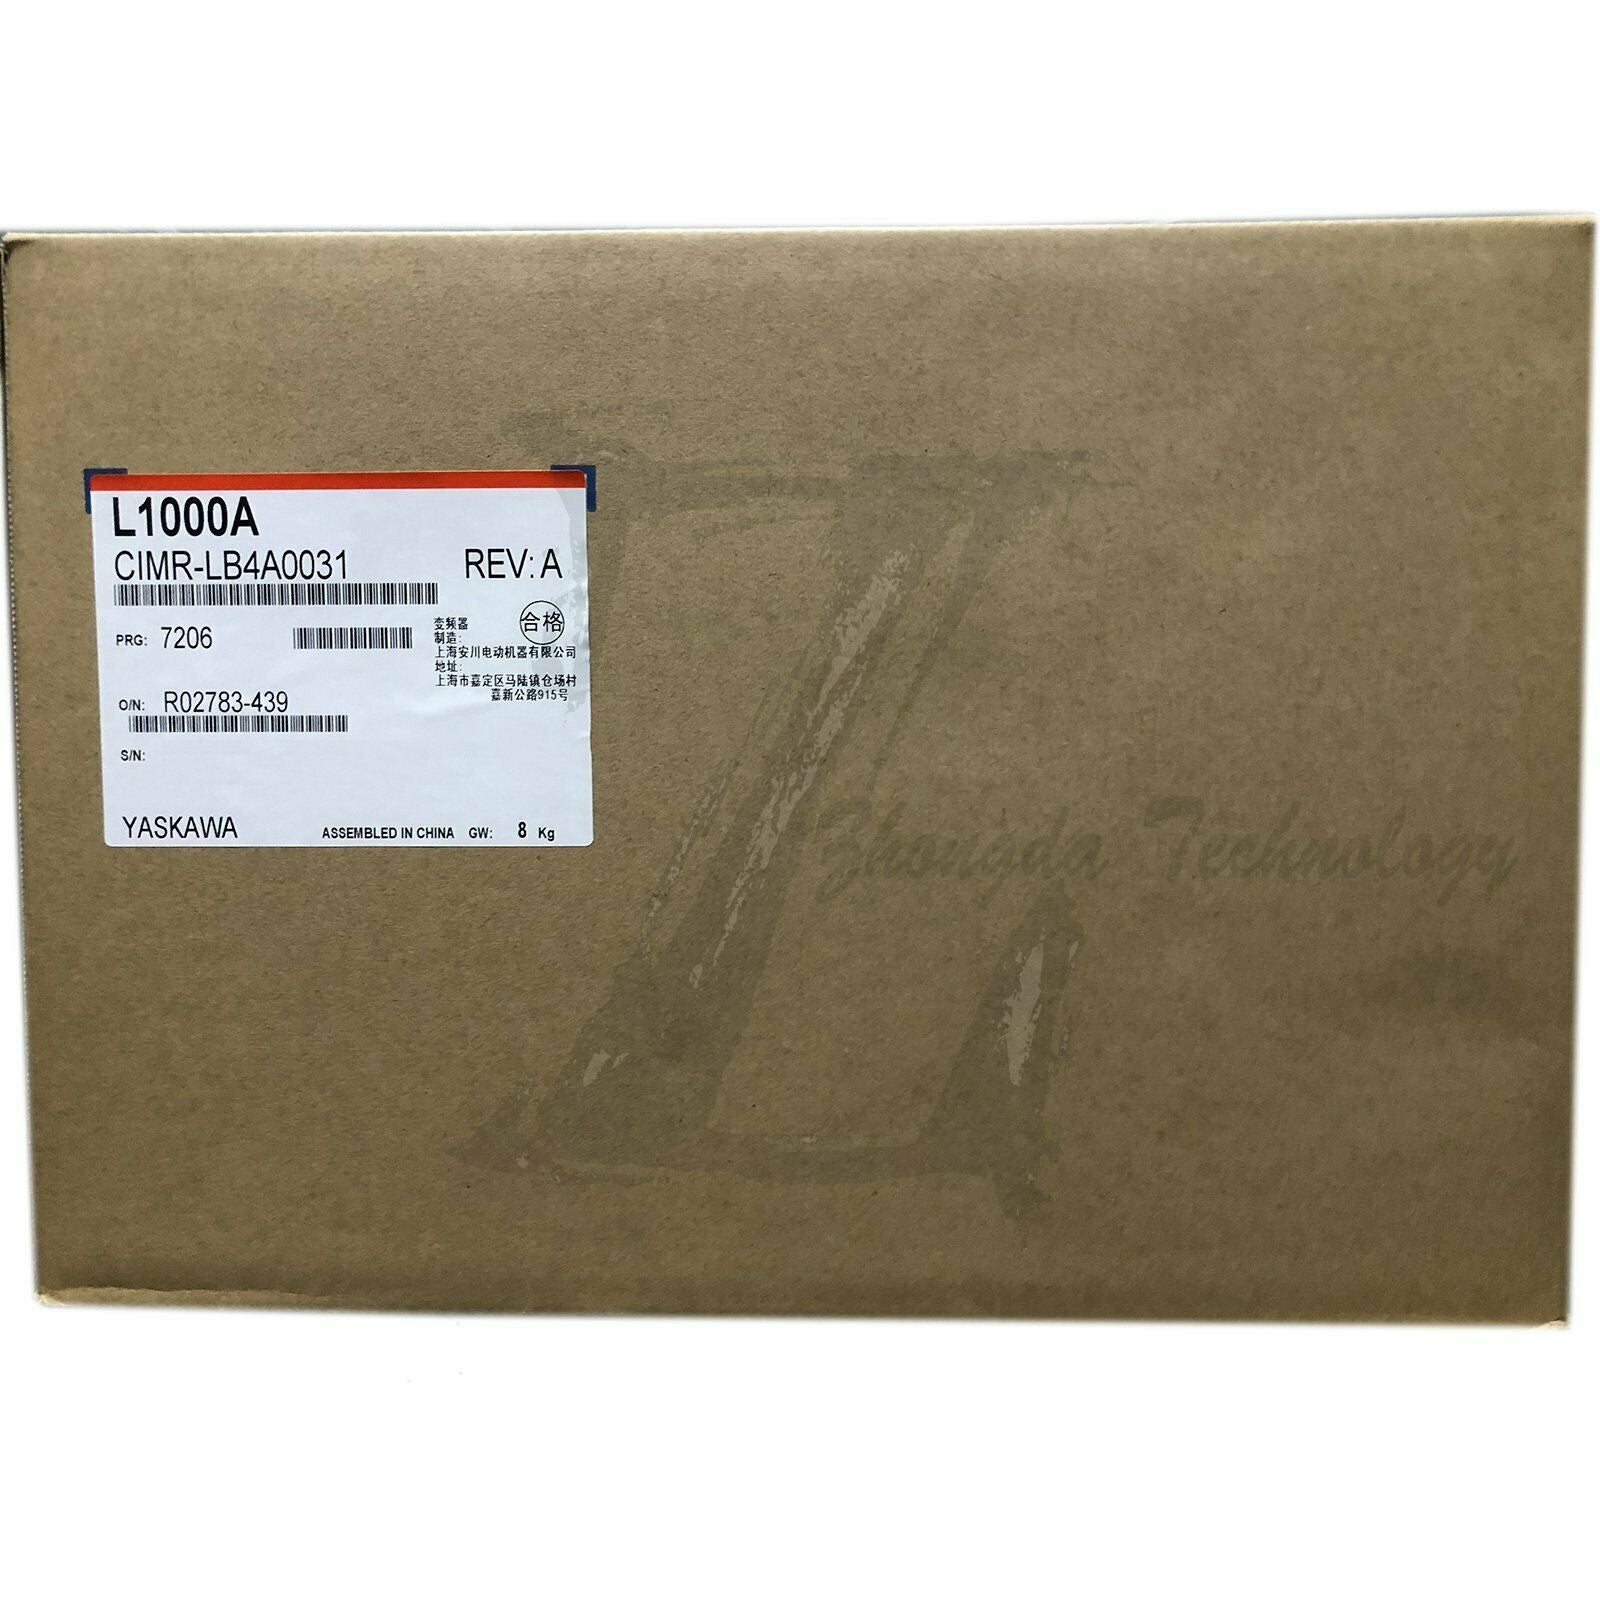 L1000A
CIMR-LB4A0031 REV: A
合格
PRG: 7206
变频器
制造:
上海安川电动机器有限公司
地址:
上海市嘉定区马陆镇仓场村
嘉新公路915号
O/N: R02783-439
S/N:
YASKAWA ASSEMBLED IN CHINA GW: 8 Kg
Zhongda Technology